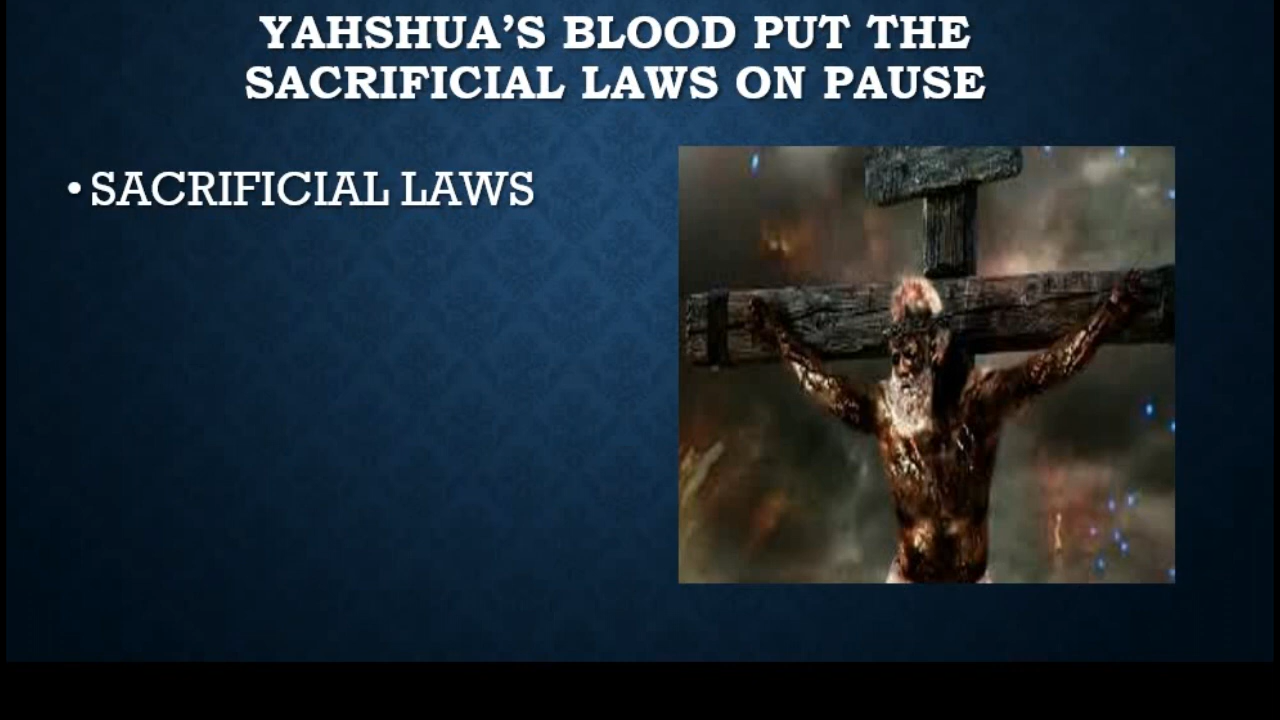 YAHSHUA'S BLOOD PUT THE
SACRIFICIAL LAWS ON PAUSE
• SACRIFICIAL LAWS